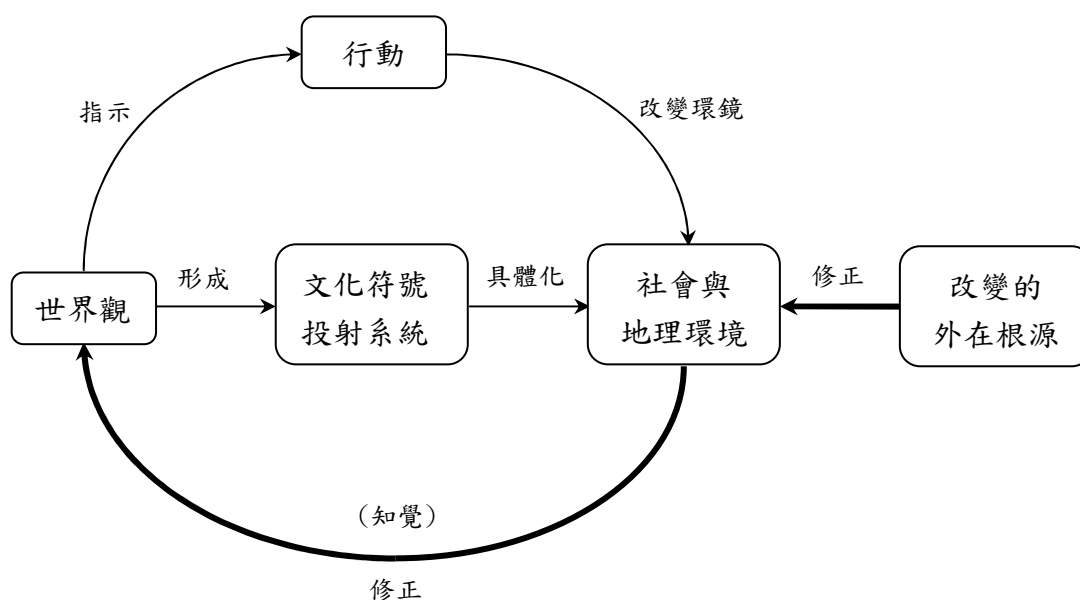 行動
指示
改變環鏡
世界觀
形成
文化符號
投射系統
具體化
社會與
地理環境
修正
改變的
外在根源
（知覺）
修正